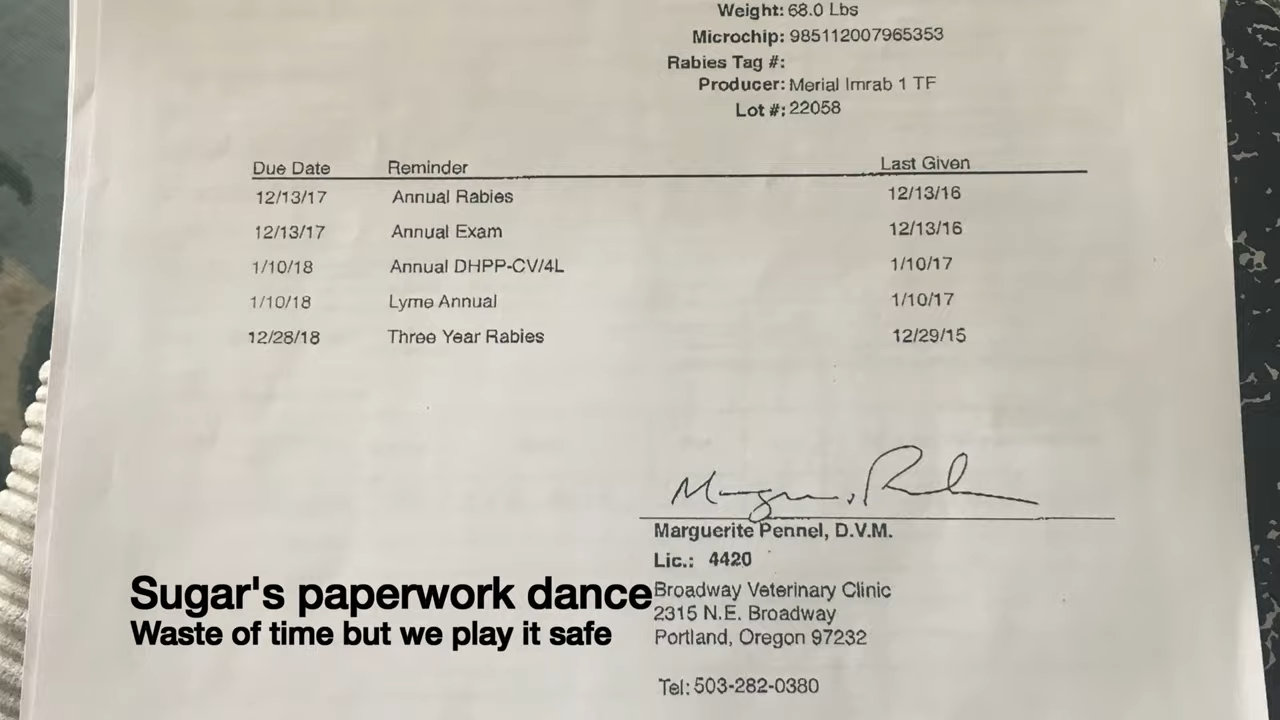 Weight: 68.0 Lbs
Microchip: 985112007965353
Rabies Tag #:
Producer: Merial Imrab 1 TF
Lot #: 22058
Due Date Reminder Last Given
12/13/17 Annual Rabies 12/13/16
12/13/17 Annual Exam 12/13/16
1/10/18 Annual DHPP-CV/4L 1/10/17
1/10/18 Lyme Annual 1/10/17
12/28/18 Three Year Rabies 12/29/15
Marguerite Pennel, D.V.M.
Lic.: 4420
Broadway Veterinary Clinic
2315 N.E. Broadway
Portland, Oregon 97232
Tel: 503-282-0380
Sugar's paperwork dance
Waste of time but we play it safe